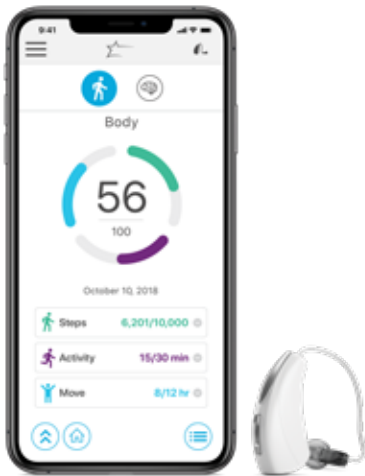 9:41
Body
56
100
October 10, 2018
Steps 6,201/10,000
Activity 15/30 min
Move 8/12 hr